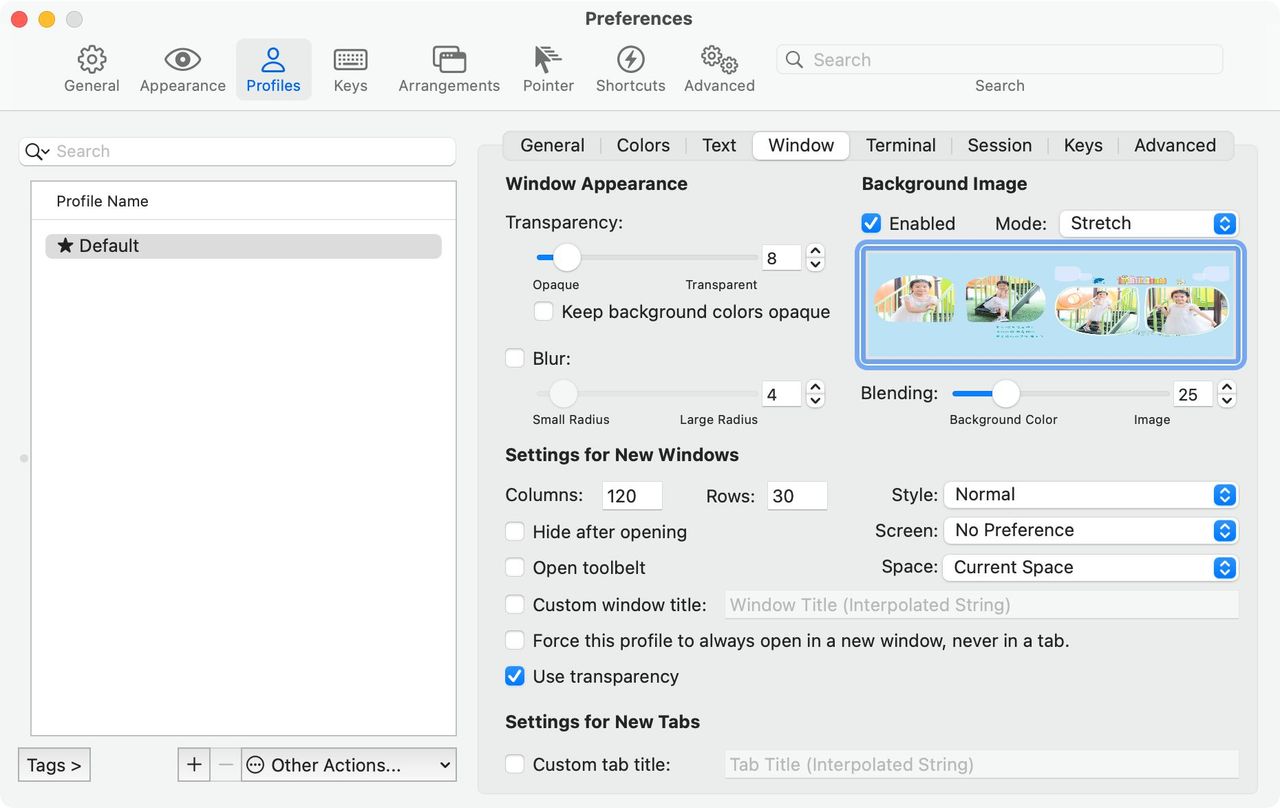 Preferences
General
Appearance
Profiles
Keys
Arrangements
Pointer
Shortcuts
Advanced
Search
Search
Search
Profile Name
★ Default
Tags >
+
−
Other Actions...
General
Colors
Text
Window
Terminal
Session
Keys
Advanced
Window Appearance
Transparency:
8
Opaque
Transparent
Keep background colors opaque
Blur:
4
Small Radius
Large Radius
Background Image
Enabled
Mode:
Stretch
Blending:
25
Background Color
Image
Settings for New Windows
Columns:
120
Rows:
30
Style:
Normal
Hide after opening
Screen:
No Preference
Open toolbelt
Space:
Current Space
Custom window title:
Window Title (Interpolated String)
Force this profile to always open in a new window, never in a tab.
Use transparency
Settings for New Tabs
Custom tab title:
Tab Title (Interpolated String)